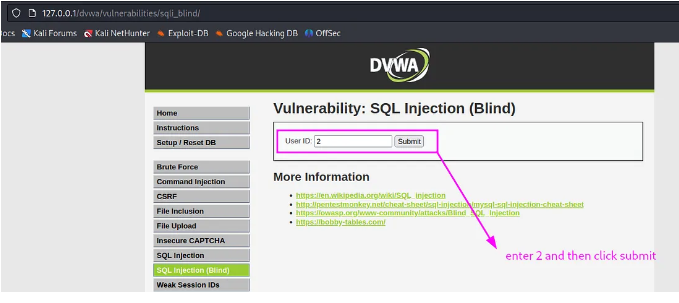 127.0.0.1/dvwa/vulnerabilities/sqli_blind/
ocs Kali Forums Kali NetHunter Exploit-DB Google Hacking DB OffSec
DVWA
Home
Instructions
Setup / Reset DB
Brute Force
Command Injection
CSRF
File Inclusion
File Upload
Insecure CAPTCHA
SQL Injection
SQL Injection (Blind)
Weak Session IDs
Vulnerability: SQL Injection (Blind)
User ID: 2 Submit
More Information
https://en.wikipedia.org/wiki/SQL_injection
http://pentestmonkey.net/cheat-sheet/sql-injection/mysql-sql-injection-cheat-sheet
https://owasp.org/www-community/attacks/Blind_SQL_Injection
https://bobby-tables.com/
enter 2 and then click submit